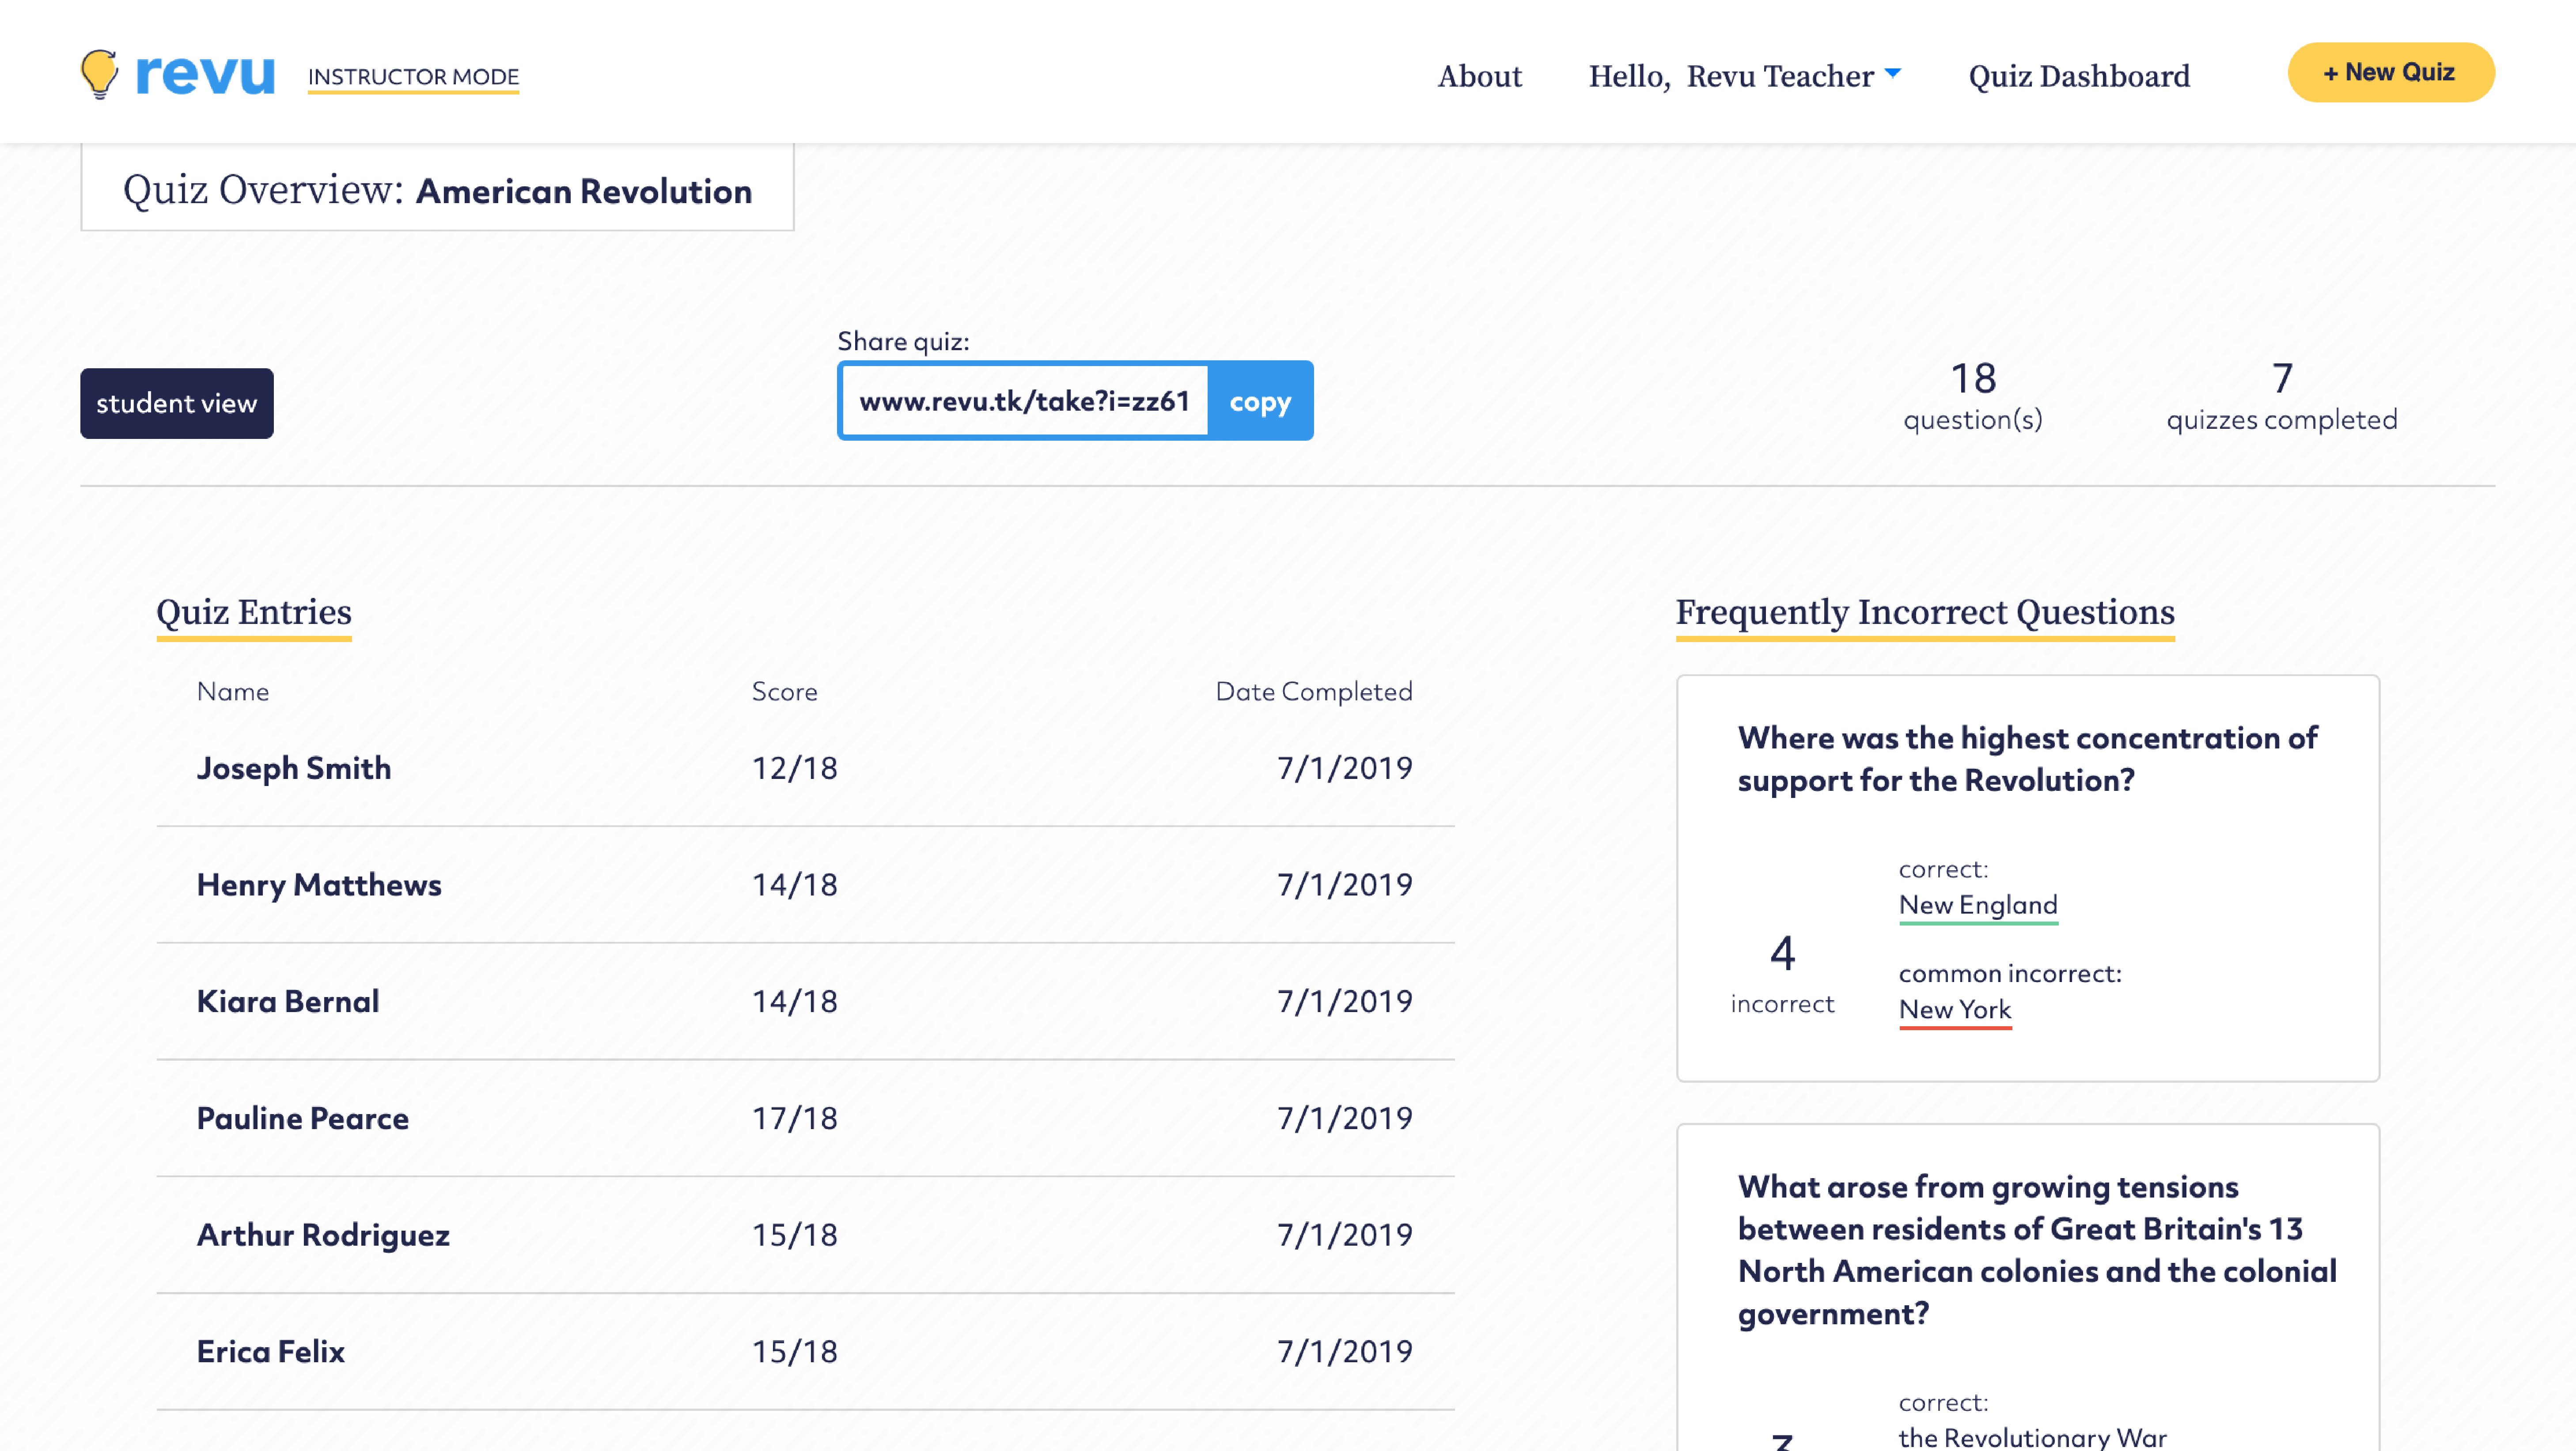 revu INSTRUCTOR MODE
About Hello, Revu Teacher Quiz Dashboard + New Quiz
Quiz Overview: American Revolution
student view
Share quiz:
www.revu.tk/take?i=zz61 copy
18
question(s)
7
quizzes completed
Quiz Entries
Name Score Date Completed
Joseph Smith 12/18 7/1/2019
Henry Matthews 14/18 7/1/2019
Kiara Bernal 14/18 7/1/2019
Pauline Pearce 17/18 7/1/2019
Arthur Rodriguez 15/18 7/1/2019
Erica Felix 15/18 7/1/2019
Frequently Incorrect Questions
Where was the highest concentration of
support for the Revolution?
4
incorrect
correct:
New England
common incorrect:
New York
What arose from growing tensions
between residents of Great Britain's 13
North American colonies and the colonial
government?
correct:
the Revolutionary War